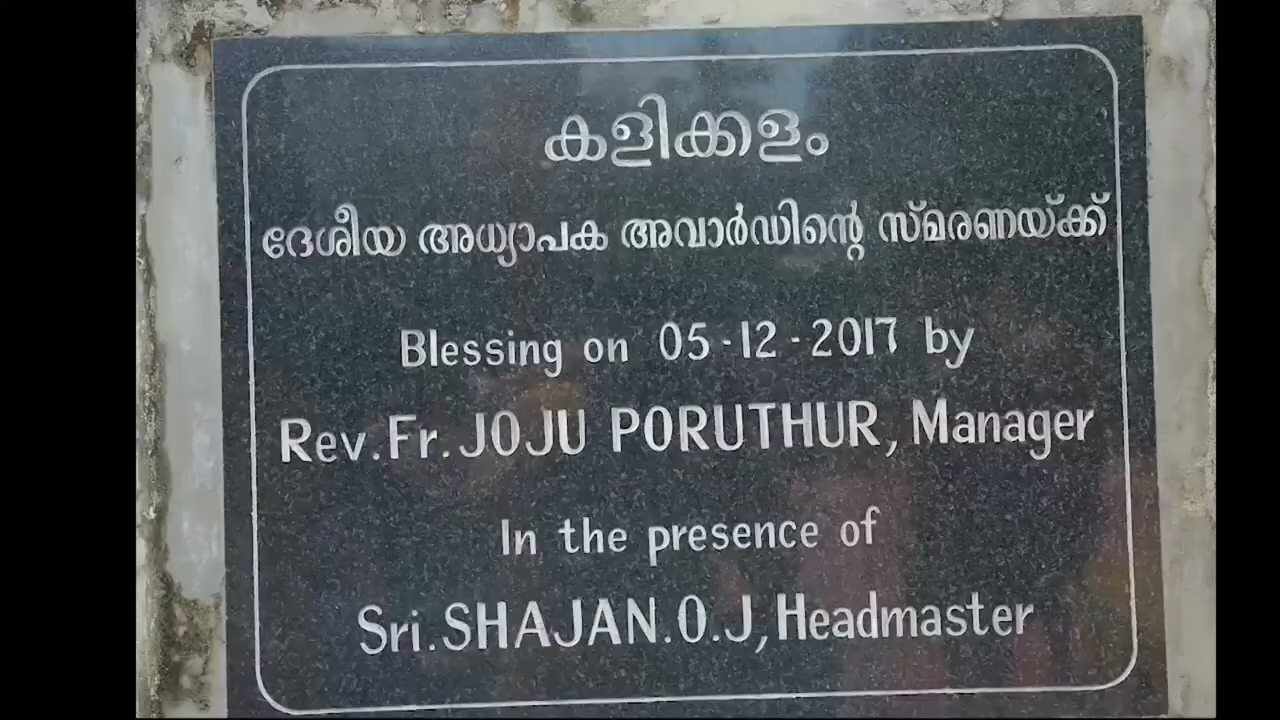 കളിക്കളം
ദേശീയ അധ്യാപക അവാർഡിന്റെ സ്മരണയ്ക്ക്
Blessing on 05-12-2017 by
Rev.Fr.JOJU PORUTHUR, Manager
In the presence of
Sri.SHAJAN.O.J, Headmaster